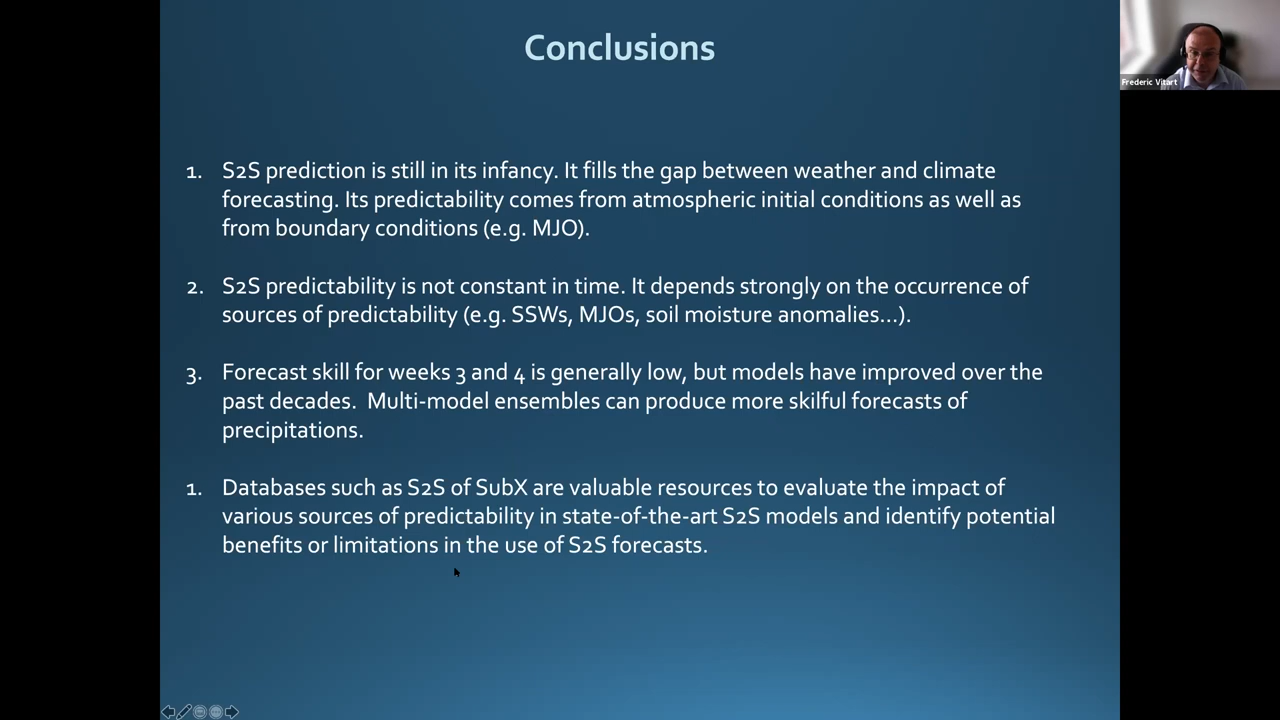 Conclusions
Frederic Vitart
1. S2S prediction is still in its infancy. It fills the gap between weather and climate
forecasting. Its predictability comes from atmospheric initial conditions as well as
from boundary conditions (e.g. MJO).
2. S2S predictability is not constant in time. It depends strongly on the occurrence of
sources of predictability (e.g. SSWs, MJOs, soil moisture anomalies...).
3. Forecast skill for weeks 3 and 4 is generally low, but models have improved over the
past decades.  Multi-model ensembles can produce more skilful forecasts of
precipitations.
1. Databases such as S2S of SubX are valuable resources to evaluate the impact of
various sources of predictability in state-of-the-art S2S models and identify potential
benefits or limitations in the use of S2S forecasts.